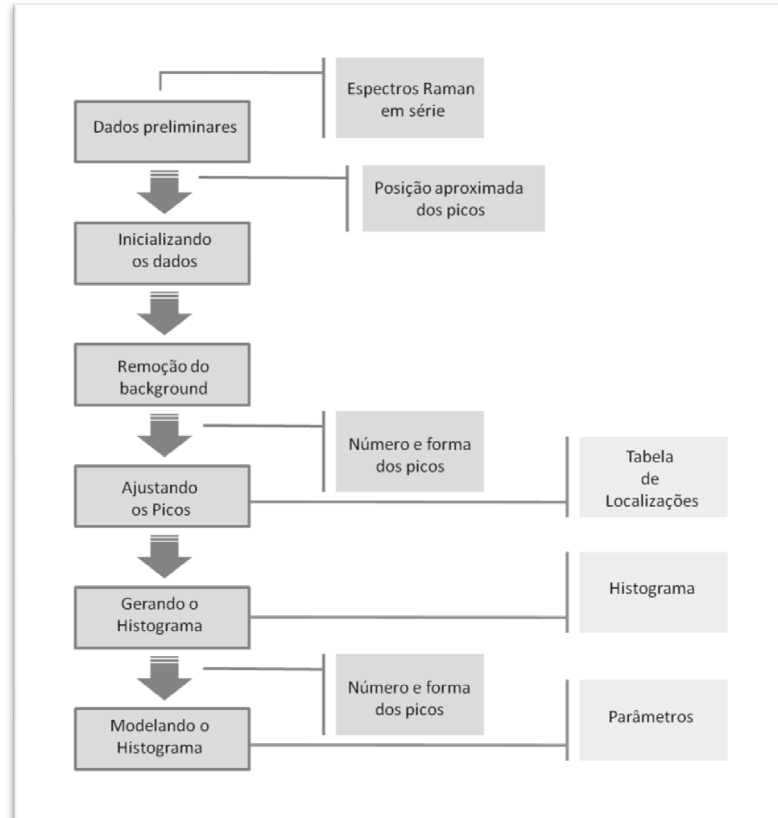 Espectros Raman
em série
Dados preliminares
Posição aproximada
dos picos
Inicializando
os dados
Remoção do
background
Número e forma
dos picos
Ajustando
os Picos
Tabela
de
Localizações
Gerando o
Histograma
Histograma
Número e forma
dos picos
Modelando o
Histograma
Parâmetros